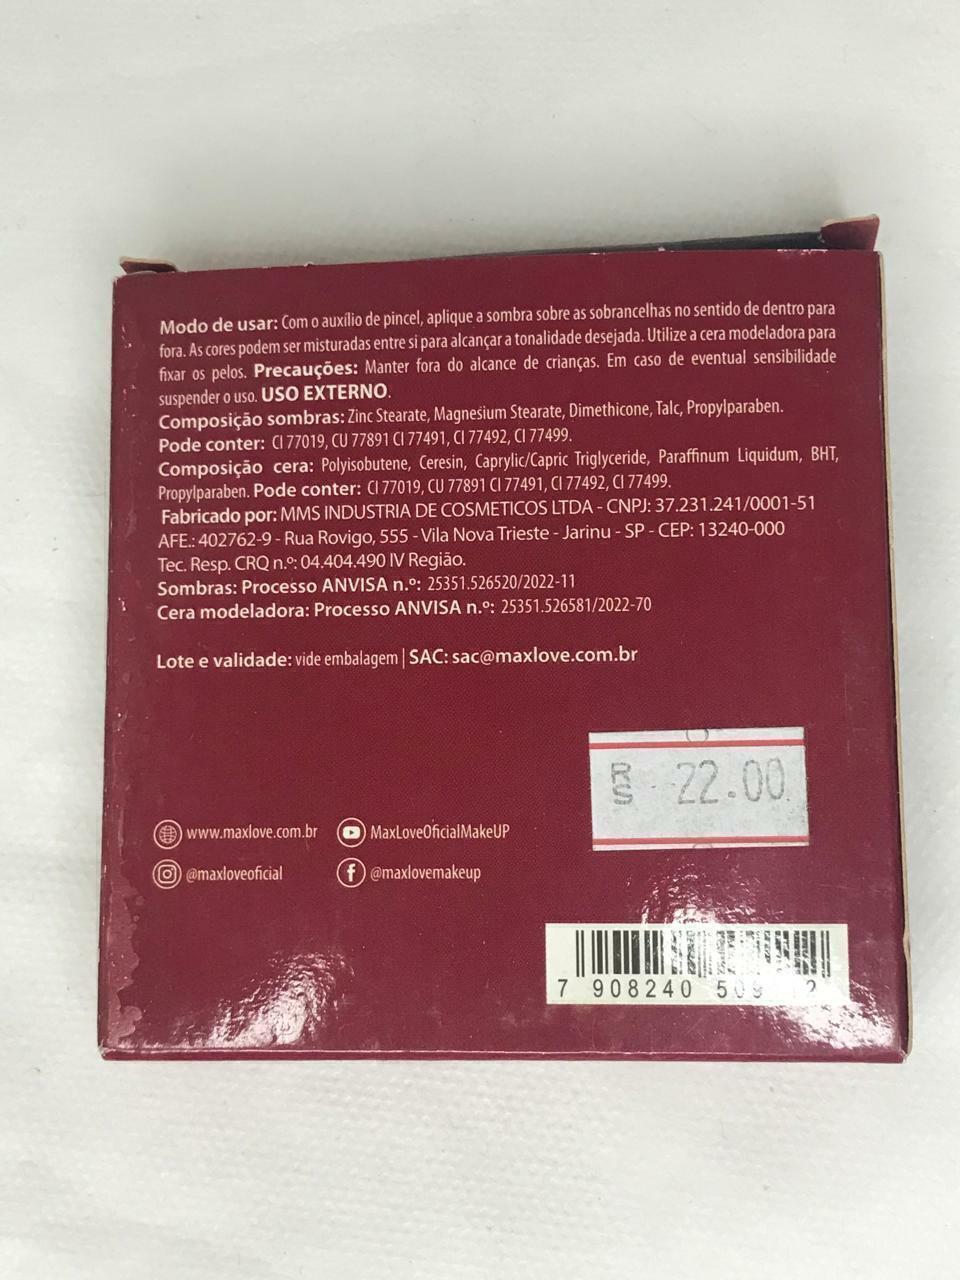 Modo de usar: Com o auxílio de pincel, aplique a sombra sobre as sobrancelhas no sentido de dentro para
fora. As cores podem ser misturadas entre si para alcançar a tonalidade desejada. Utilize a cera modeladora para
fixar os pelos. Precauções: Manter fora do alcance de crianças. Em caso de eventual sensibilidade
suspender o uso. USO EXTERNO.
Composição sombras: Zinc Stearate, Magnesium Stearate, Dimethicone, Talc, Propylparaben.
Pode conter: CI 77019, CU 77891 CI 77491, CI 77492, CI 77499.
Composição cera: Polyisobutene, Ceresin, Caprylic/Capric Triglyceride, Paraffinum Liquidum, BHT,
Propylparaben. Pode conter: CI 77019, CU 77891 CI 77491, CI 77492, CI 77499.
Fabricado por: MMS INDUSTRIA DE COSMETICOS LTDA - CNPJ: 37.231.241/0001-51
AFE.: 402762-9 - Rua Rovigo, 555 - Vila Nova Trieste - Jarinu - SP - CEP: 13240-000
Tec. Resp. CRQ n.º: 04.404.490 IV Região.
Sombras: Processo ANVISA n.º: 25351.526520/2022-11
Cera modeladora: Processo ANVISA n.º: 25351.526581/2022-70
Lote e validade: vide embalagem | SAC: sac@maxlove.com.br
R$ 22.00
www.maxlove.com.br MaxLoveOficialMakeUP
@maxloveoficial @maxlovemakeup
7 908240